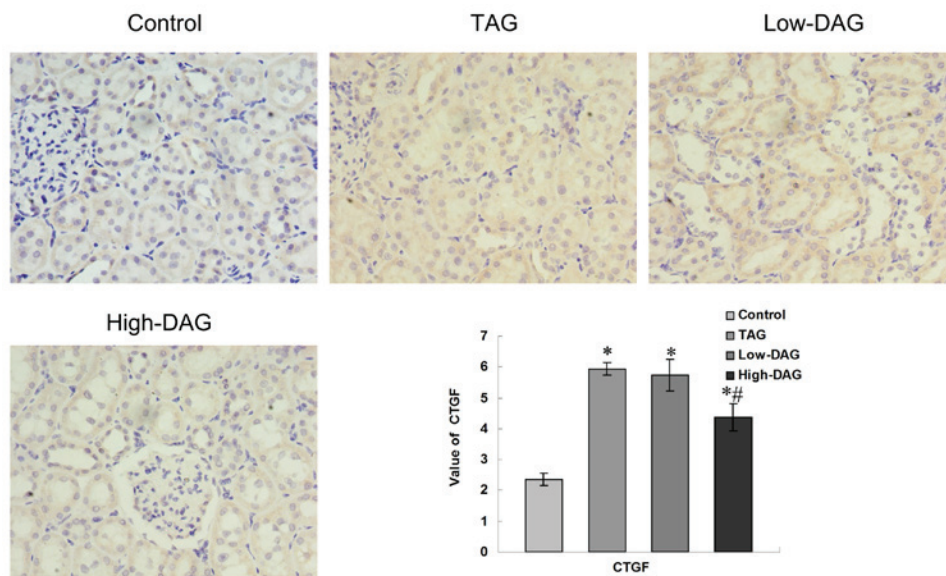 Control
TAG
Low-DAG
High-DAG
Control
TAG
Low-DAG
High-DAG
7
6
5
4
3
2
1
0
Value of CTGF
*
*
*#
CTGF